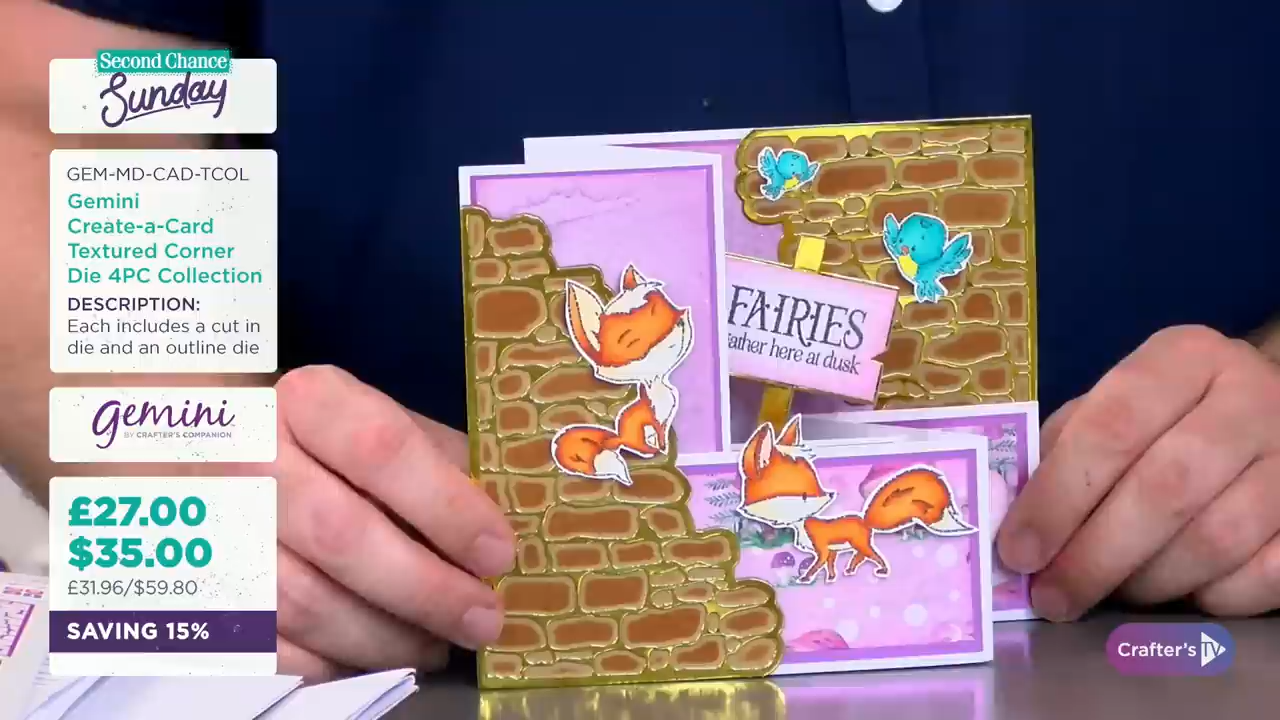 Second Chance
Sunday
GEM-MD-CAD-TCOL
Gemini
Create-a-Card
Textured Corner
Die 4PC Collection
DESCRIPTION:
Each includes a cut in
die and an outline die
gemini
BY CRAFTER'S COMPANION
£27.00
$35.00
£31.96/$59.80
SAVING 15%
FAIRIES
ather here at dusk
Crafter's TV